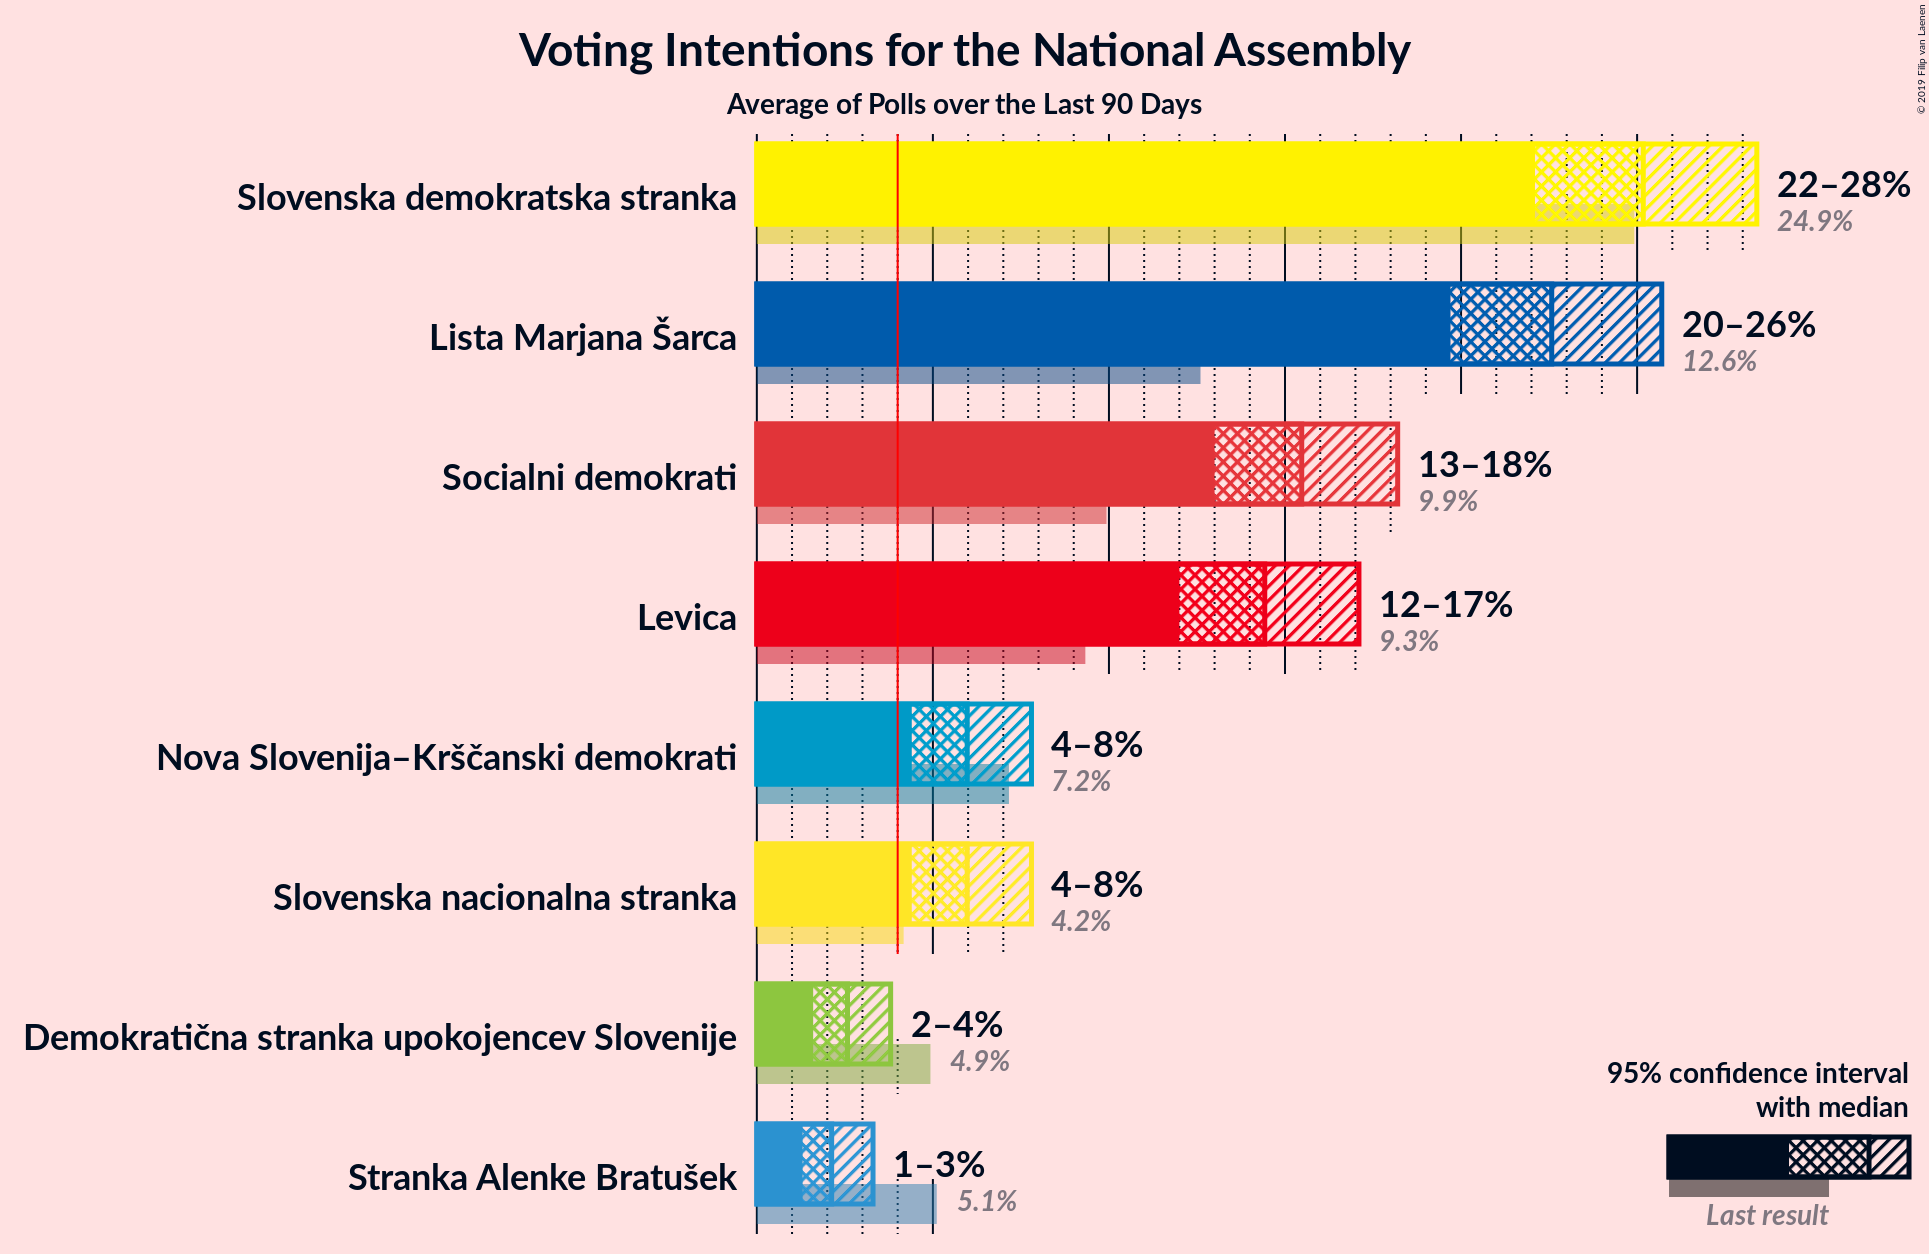 Voting Intentions for the National Assembly
Average of Polls over the Last 90 Days
© 2019 Filip van Laenen
Slovenska demokratska stranka
22–28%
24.9%
Lista Marjana Šarca
20–26%
12.6%
Socialni demokrati
13–18%
9.9%
Levica
12–17%
9.3%
Nova Slovenija–Krščanski demokrati
4–8%
7.2%
Slovenska nacionalna stranka
4–8%
4.2%
Demokratična stranka upokojencev Slovenije
2–4%
4.9%
Stranka Alenke Bratušek
1–3%
5.1%
95% confidence interval
with median
Last result